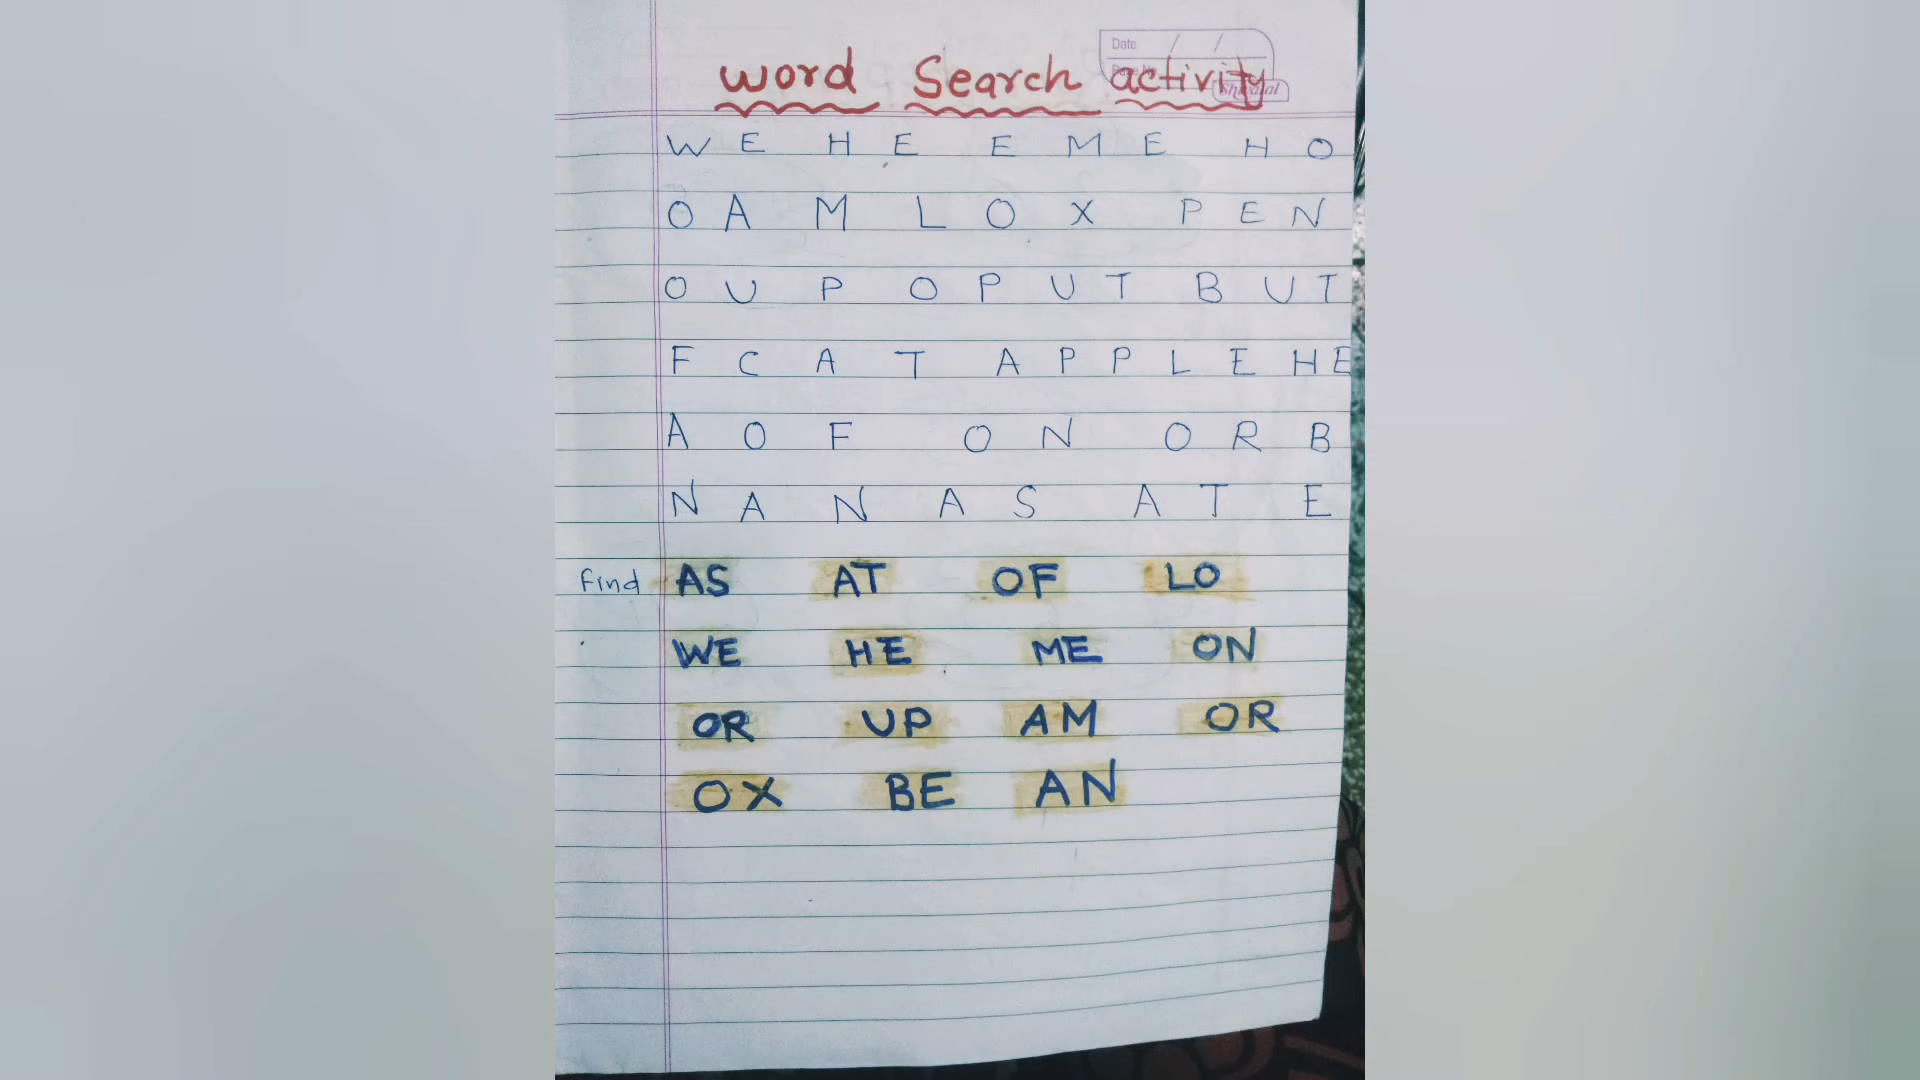 Date / /
word Search activity
W E H E E M E H O
O A M L O X P E N
O U P O P U T B U T
F C A T A P P L E H E
A O F O N O R B
N A N A S A T E
find AS AT OF LO
WE HE ME ON
OR UP AM OR
OX BE AN